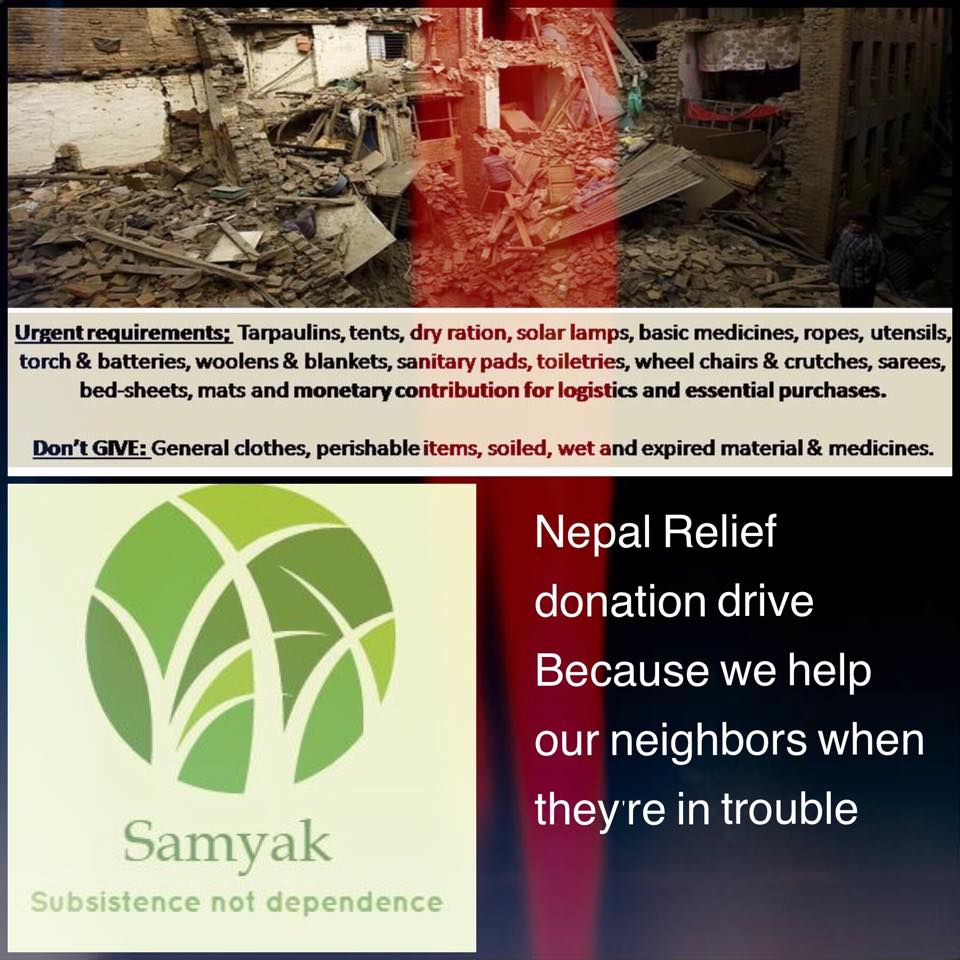 Urgent requirements; Tarpaulins, tents, dry ration, solar lamps, basic medicines, ropes, utensils,
torch & batteries, woolens & blankets, sanitary pads, toiletries, wheel chairs & crutches, sarees,
bed-sheets, mats and monetary contribution for logistics and essential purchases.
Don't GIVE: General clothes, perishable items, soiled, wet and expired material & medicines.
Samyak
Subsistence not dependence
Nepal Relief
donation drive
Because we help
our neighbors when
they're in trouble